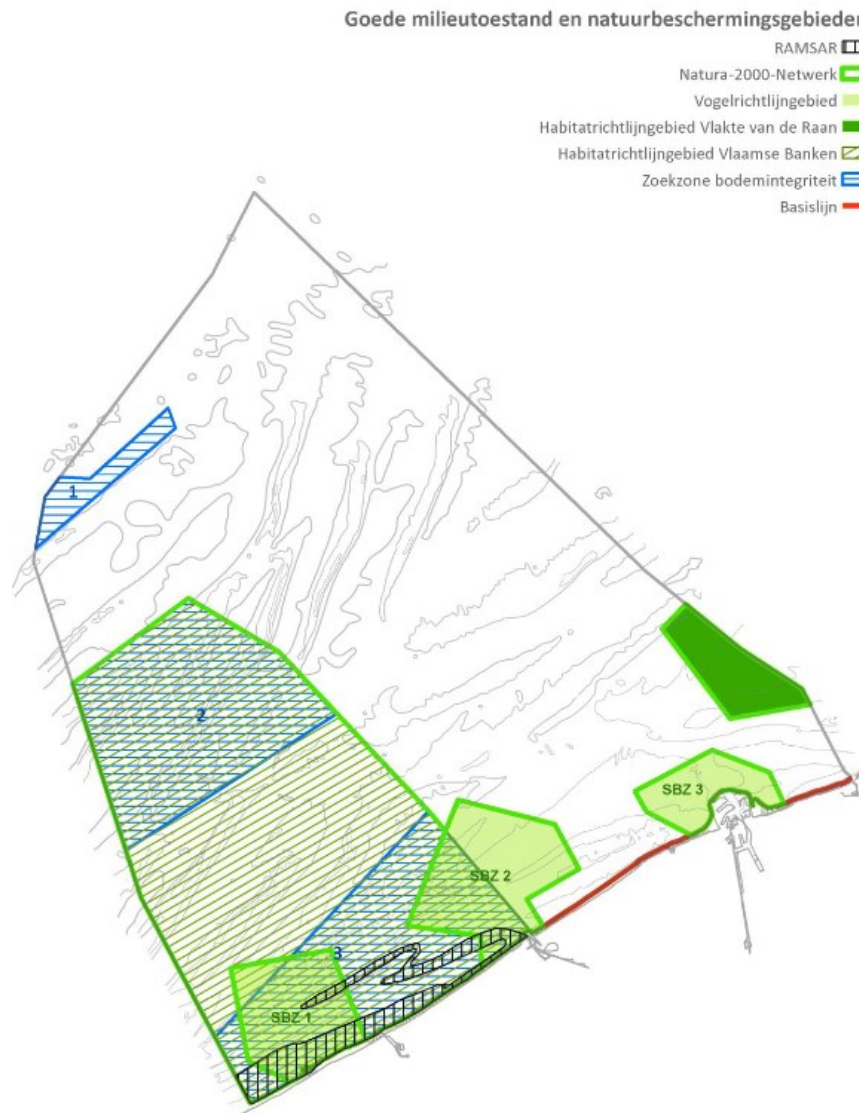 Goede milieutoestand en natuurbeschermingsgebieden
RAMSAR
Natura-2000-Netwerk
Vogelrichtlijngebied
Habitatrichtlijngebied Vlakte van de Raan
Habitatrichtlijngebied Vlaamse Banken
Zoekzone bodemintegriteit
Basislijn
1
2
SBZ 3
SBZ 2
3
SBZ 1